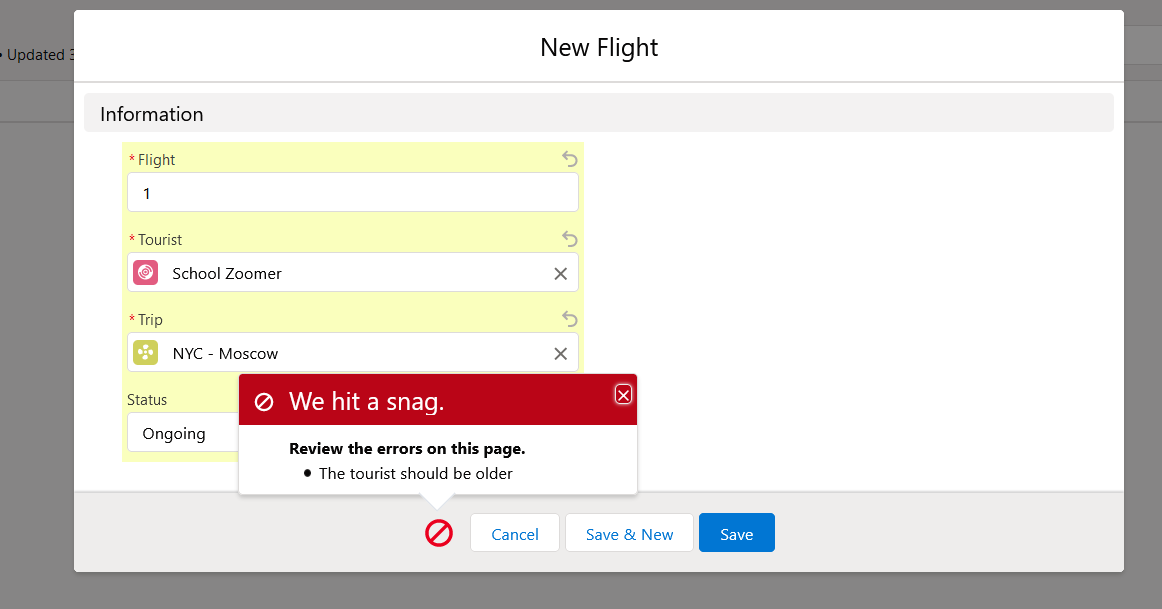 New Flight
• Updated 3
Information
* Flight
1
* Tourist
School Zoomer
* Trip
NYC - Moscow
Status
Ongoing
We hit a snag.
Review the errors on this page.
• The tourist should be older
Cancel
Save & New
Save